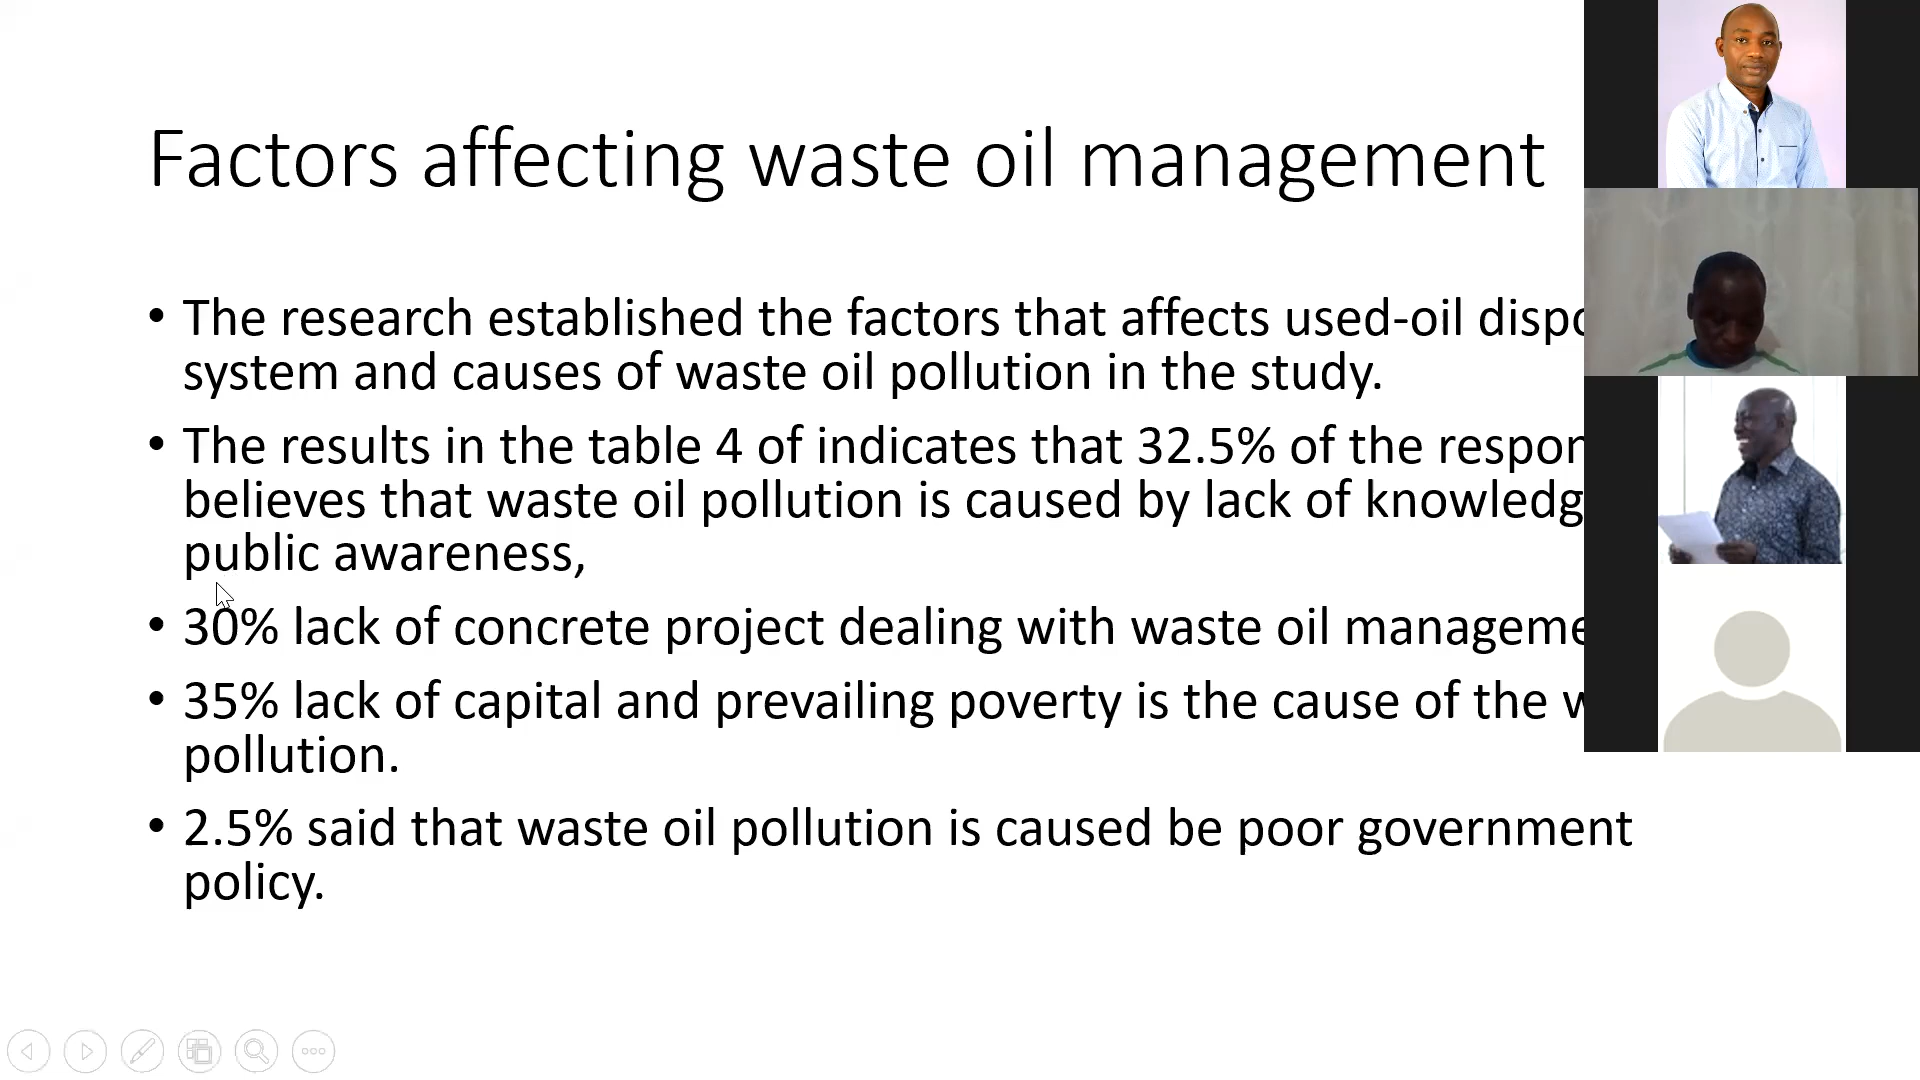 Factors affecting waste oil management
• The research established the factors that affects used-oil
system and causes of waste oil pollution in the study.
• The results in the table 4 of indicates that 32.5% of the
believes that waste oil pollution is caused by lack of
public awareness,
• 30% lack of concrete project dealing with waste oil
• 35% lack of capital and prevailing poverty is the cause of the
pollution.
• 2.5% said that waste oil pollution is caused be poor government
policy.